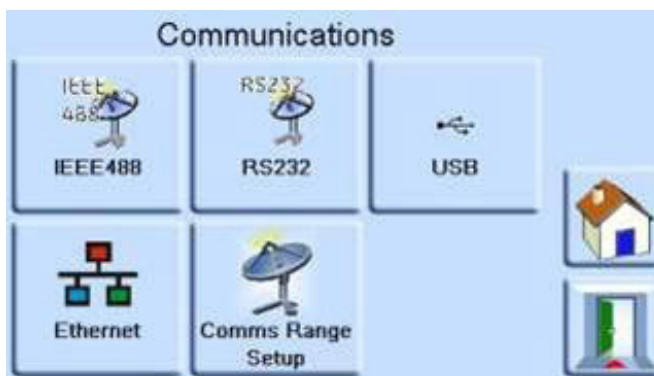 Communications
IEEE
488
RS232
IEEE488
RS232
USB
Ethernet
Comms Range
Setup